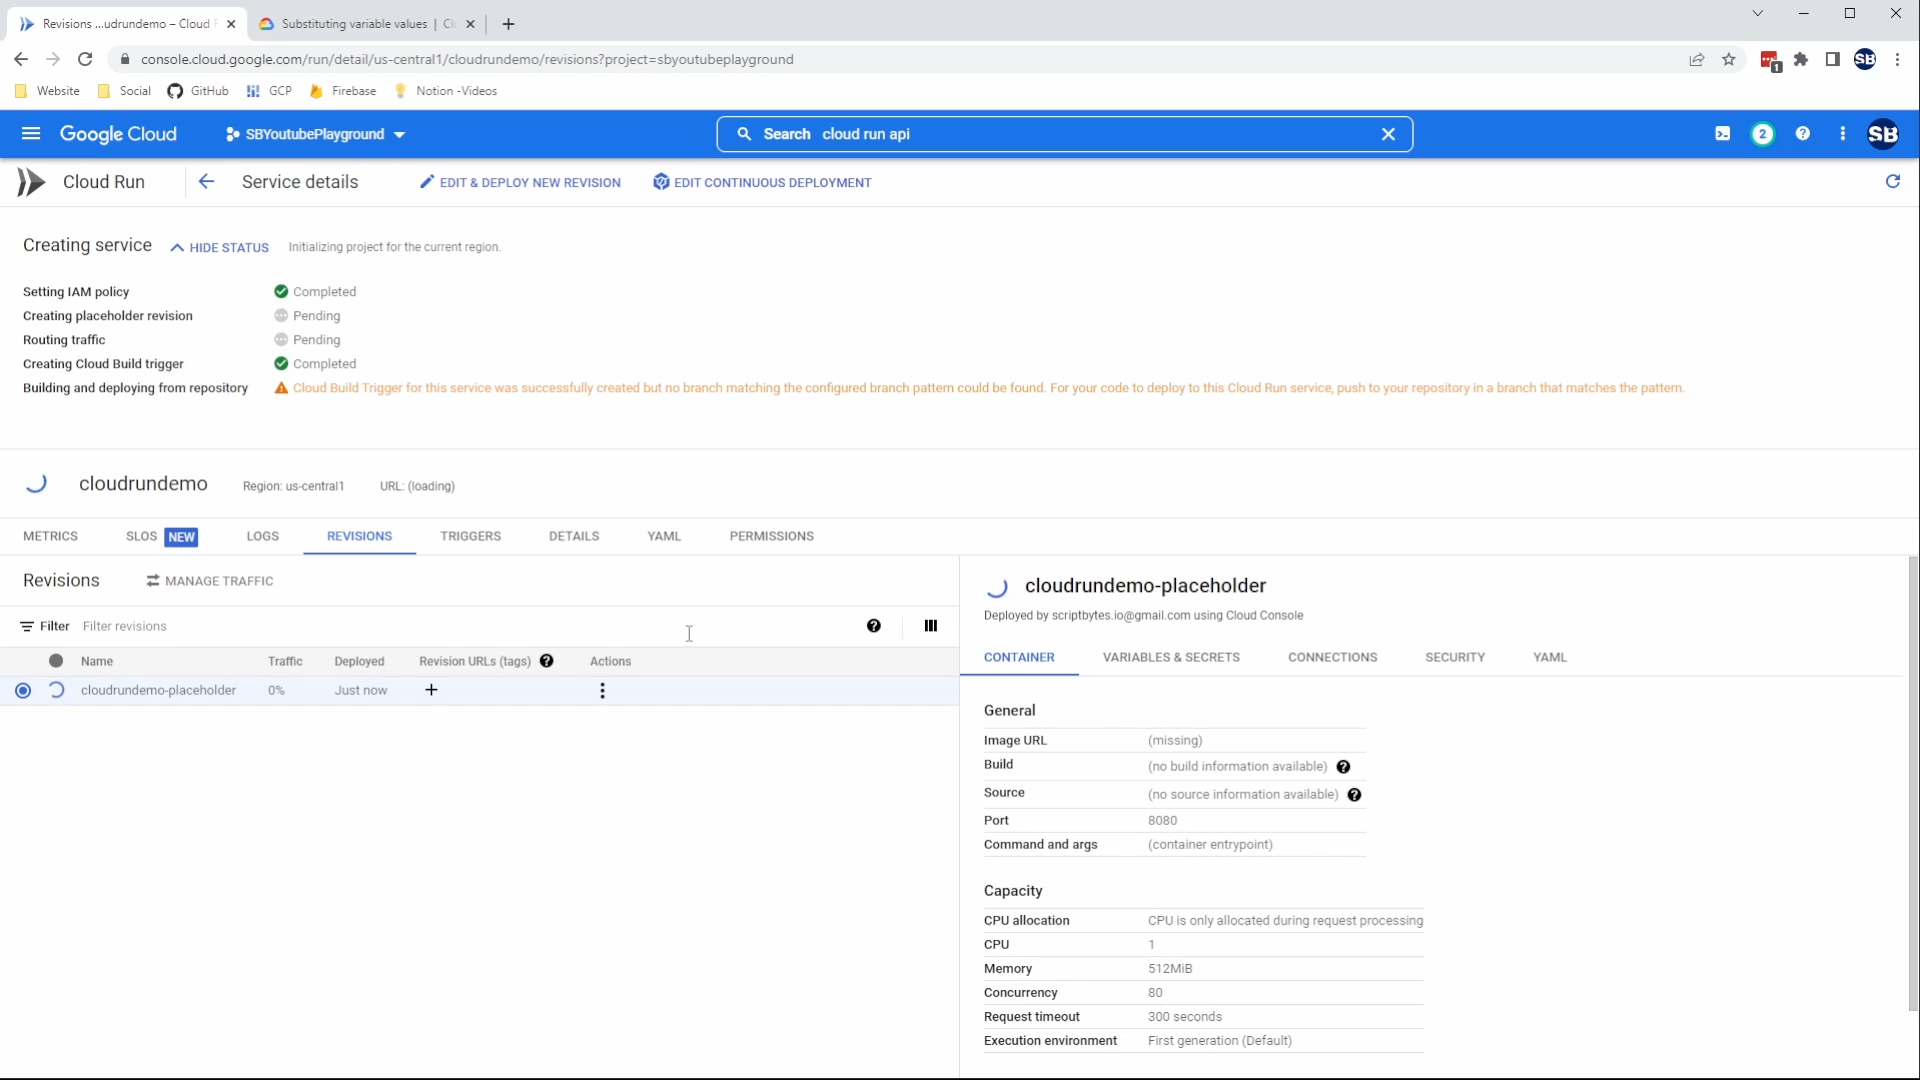 Revisions ...udrundemo – Cloud R
Substituting variable values | Cl
console.cloud.google.com/run/detail/us-central1/cloudrundemo/revisions?project=sbyoutubeplayground
1
SB
Website
Social
GitHub
GCP
Firebase
Notion -Videos
Google Cloud
SBYoutubePlayground
Search cloud run api
2
SB
Cloud Run
Service details
EDIT & DEPLOY NEW REVISION
EDIT CONTINUOUS DEPLOYMENT
Creating service
HIDE STATUS
Initializing project for the current region.
Setting IAM policy
Completed
Creating placeholder revision
Pending
Routing traffic
Pending
Creating Cloud Build trigger
Completed
Building and deploying from repository
Cloud Build Trigger for this service was successfully created but no branch matching the configured branch pattern could be found. For your code to deploy to this Cloud Run service, push to your repository in a branch that matches the pattern.
cloudrundemo
Region: us-central1
URL: (loading)
METRICS
SLOS NEW
LOGS
REVISIONS
TRIGGERS
DETAILS
YAML
PERMISSIONS
Revisions
MANAGE TRAFFIC
Filter
Filter revisions
Name
Traffic
Deployed
Revision URLs (tags)
Actions
cloudrundemo-placeholder
0%
Just now
cloudrundemo-placeholder
Deployed by scriptbytes.io@gmail.com using Cloud Console
CONTAINER
VARIABLES & SECRETS
CONNECTIONS
SECURITY
YAML
General
Image URL
(missing)
Build
(no build information available)
Source
(no source information available)
Port
8080
Command and args
(container entrypoint)
Capacity
CPU allocation
CPU is only allocated during request processing
CPU
1
Memory
512MiB
Concurrency
80
Request timeout
300 seconds
Execution environment
First generation (Default)